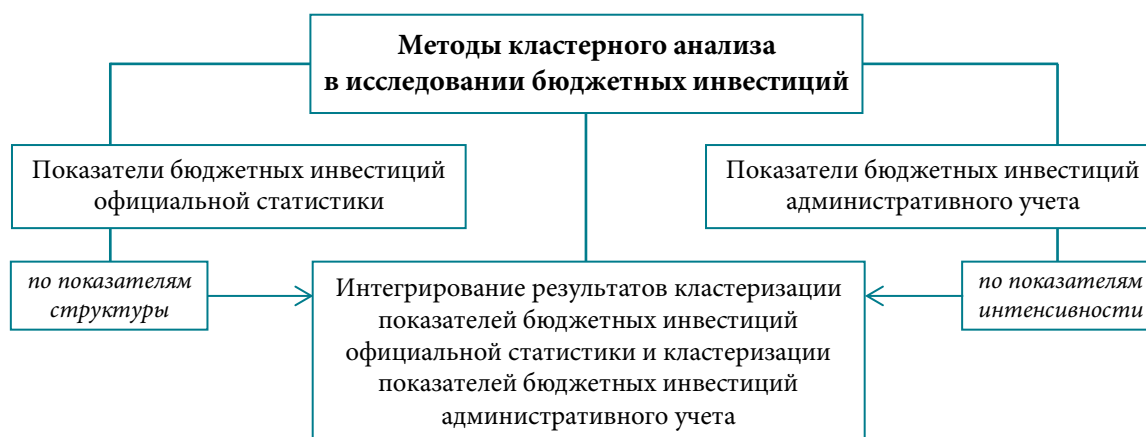 Методы кластерного анализа
в исследовании бюджетных инвестиций
Показатели бюджетных инвестиций
официальной статистики
Показатели бюджетных инвестиций
административного учета
по показателям
структуры
Интегрирование результатов кластеризации
показателей бюджетных инвестиций
официальной статистики и кластеризации
показателей бюджетных инвестиций
административного учета
по показателям
интенсивности